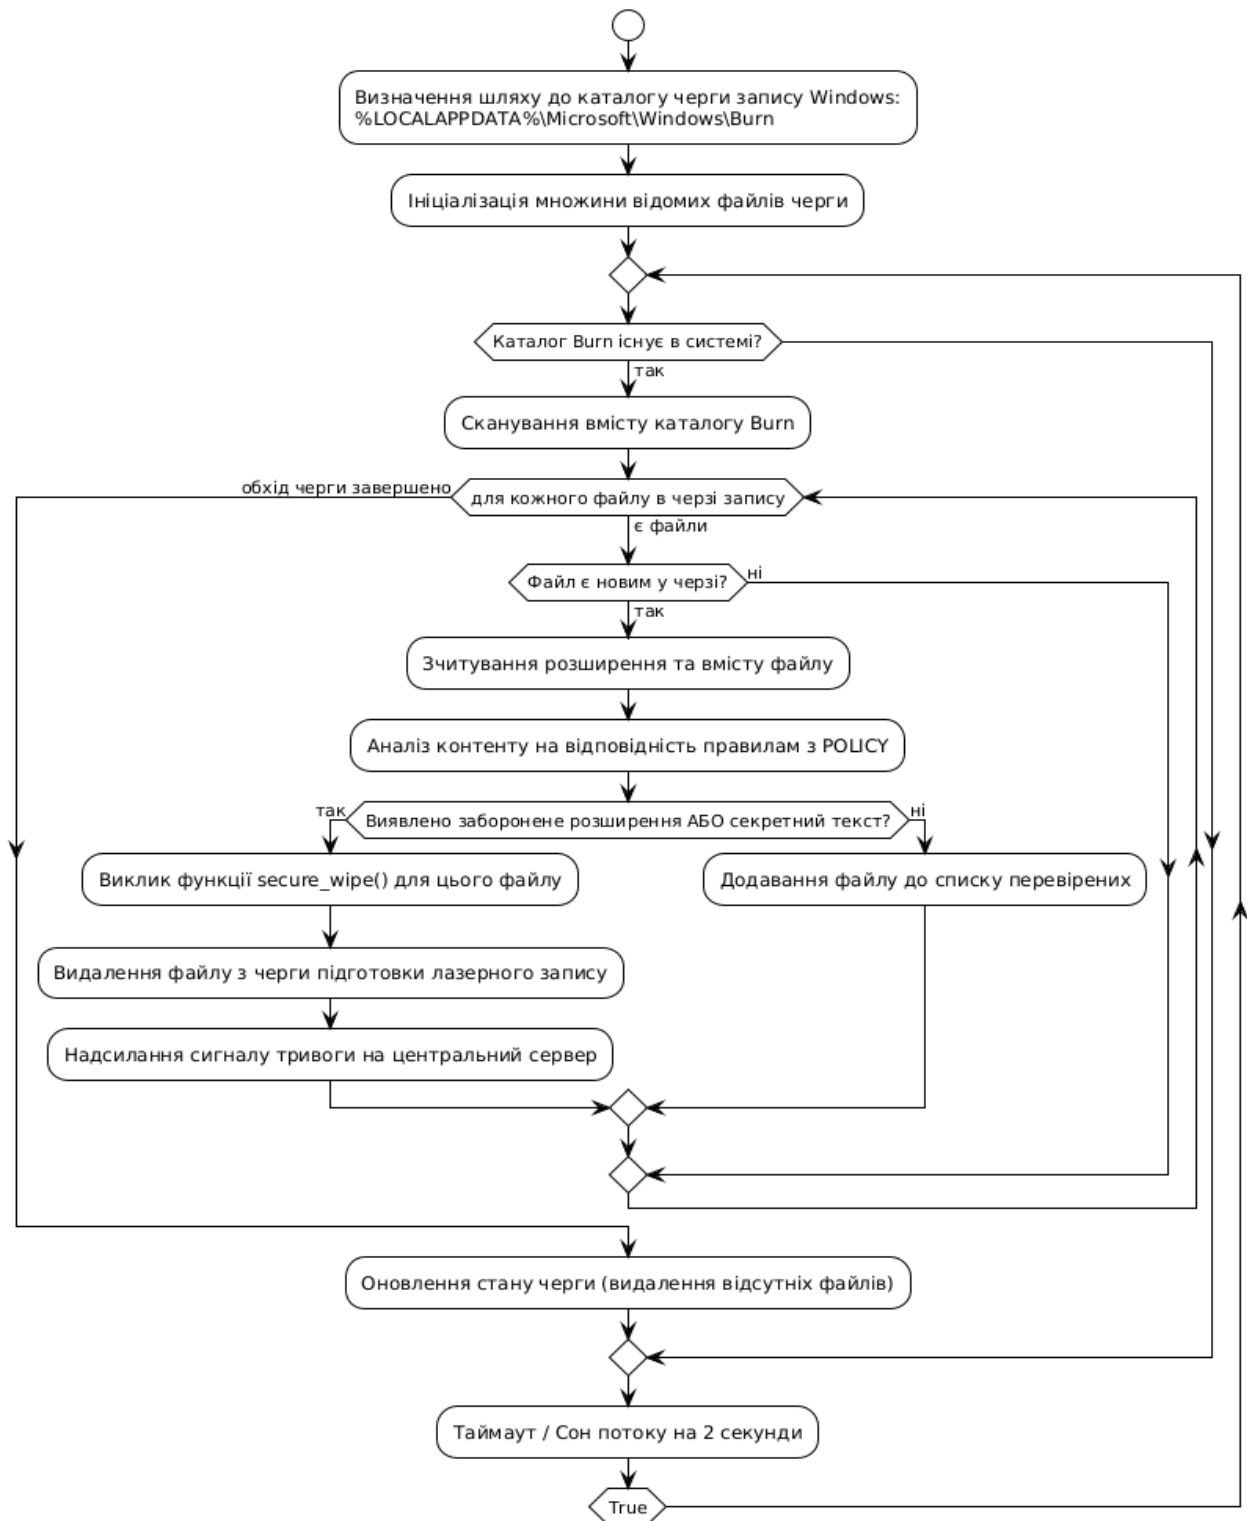 Визначення шляху до каталогу черги запису Windows:
%LOCALAPPDATA%\Microsoft\Windows\Burn
Ініціалізація множини відомих файлів черги
Каталог Burn існує в системі?
так
Сканування вмісту каталогу Burn
обхід черги завершено
для кожного файлу в черзі запису
є файли
Файл є новим у черзі?
ні
так
Зчитування розширення та вмісту файлу
Аналіз контенту на відповідність правилам з POLICY
так
Виявлено заборонене розширення АБО секретний текст?
ні
Виклик функції secure_wipe() для цього файлу
Додавання файлу до списку перевірених
Видалення файлу з черги підготовки лазерного запису
Надсилання сигналу тривоги на центральний сервер
Оновлення стану черги (видалення відсутніх файлів)
Таймаут / Сон потоку на 2 секунди
True